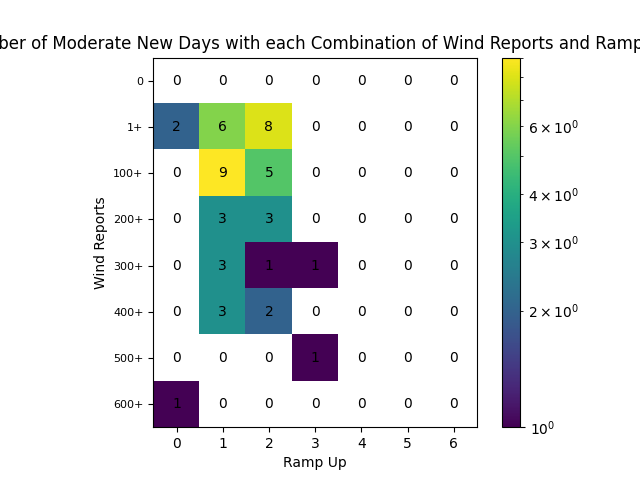 ber of Moderate New Days with each Combination of Wind Reports and Ramp
0 0 0 0 0 0 0 0
1+ 2 6 8 0 0 0 0
100+ 0 9 5 0 0 0 0
200+ 0 3 3 0 0 0 0
300+ 0 3 1 1 0 0 0
400+ 0 3 2 0 0 0 0
500+ 0 0 0 1 0 0 0
600+ 1 0 0 0 0 0 0
0 1 2 3 4 5 6
Ramp Up
Wind Reports
6 × 10⁰
4 × 10⁰
3 × 10⁰
2 × 10⁰
10⁰